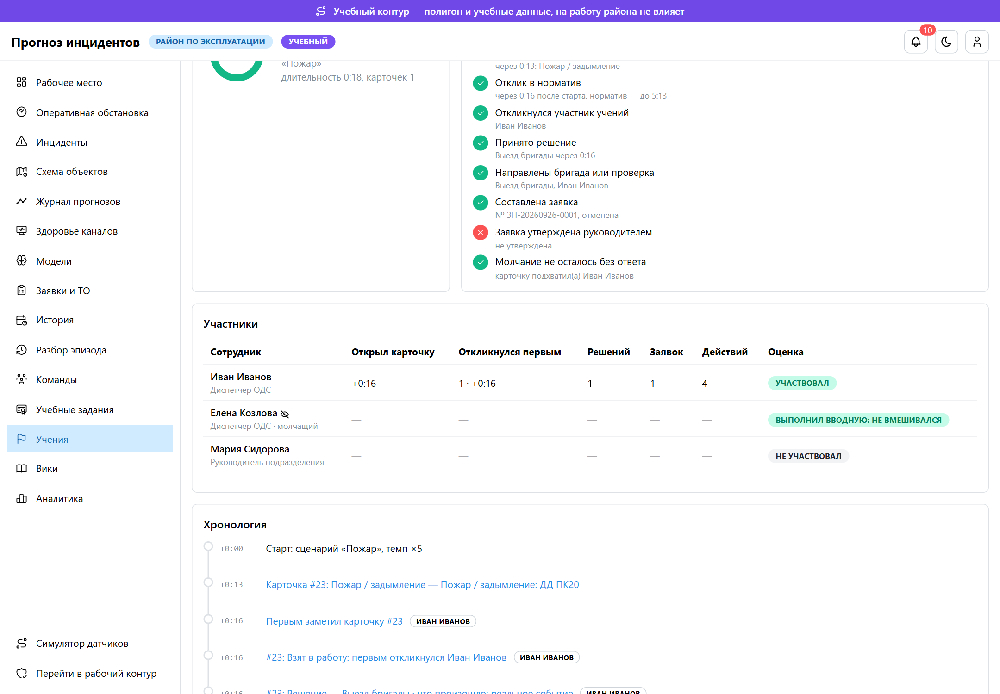 Учебный контур — полигон и учебные данные, на работу района не влияет
Прогноз инцидентов
РАЙОН ПО ЭКСПЛУАТАЦИИ
УЧЕБНЫЙ
10
Рабочее место
Оперативная обстановка
Инциденты
Схема объектов
Журнал прогнозов
Здоровье каналов
Модели
Заявки и ТО
История
Разбор эпизода
Команды
Учебные задания
Учения
Вики
Аналитика
Симулятор датчиков
Перейти в рабочий контур
«Пожар»
длительность 0:18, карточек 1
через 0:13: Пожар / задымление
Отклик в норматив
через 0:16 после старта, норматив — до 5:13
Откликнулся участник учений
Иван Иванов
Принято решение
Выезд бригады через 0:16
Направлены бригада или проверка
Выезд бригады, Иван Иванов
Составлена заявка
№ ЗН-20260926-0001, отменена
Заявка утверждена руководителем
не утверждена
Молчание не осталось без ответа
карточку подхватил(а) Иван Иванов
Участники
Сотрудник Открыл карточку Откликнулся первым Решений Заявок Действий Оценка
Иван Иванов
Диспетчер ОДС
+0:16 1 · +0:16 1 1 4 УЧАСТВОВАЛ
Елена Козлова
Диспетчер ОДС · молчащий
— — — — — ВЫПОЛНИЛ ВВОДНУЮ: НЕ ВМЕШИВАЛСЯ
Мария Сидорова
Руководитель подразделения
— — — — — НЕ УЧАСТВОВАЛ
Хронология
+0:00 Старт: сценарий «Пожар», темп ×5
+0:13 Карточка #23: Пожар / задымление — Пожар / задымление: ДД ПК20
+0:16 Первым заметил карточку #23 ИВАН ИВАНОВ
+0:16 #23: Взят в работу: первым откликнулся Иван Иванов ИВАН ИВАНОВ
+0:16 #23: Решение — Выезд бригады · что произошло: реальное событие ИВАН ИВАНОВ